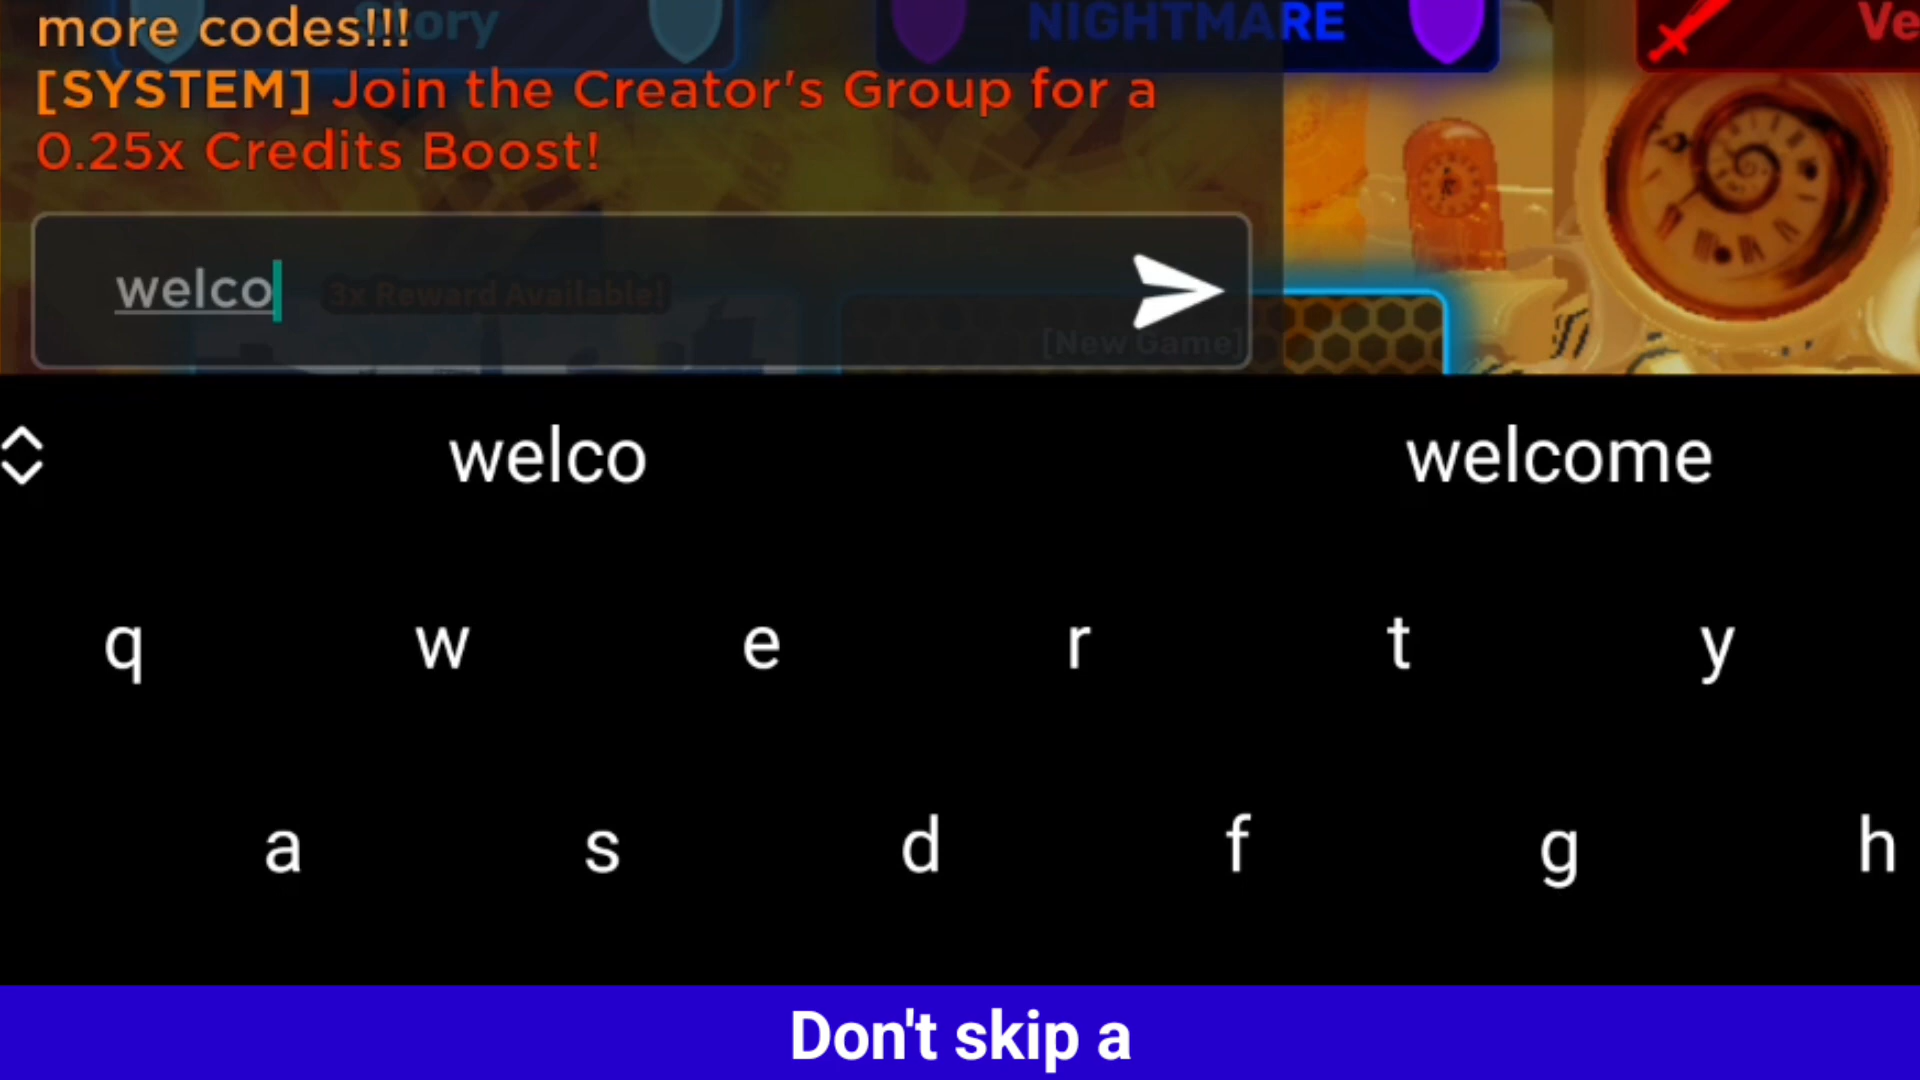 Story
NIGHTMARE
Ve
more codes!!!
[SYSTEM] Join the Creator's Group for a
0.25x Credits Boost!
welco
3x Reward Available!
[New Game]
welco
welcome
q w e r t y
a s d f g h
Don't skip a